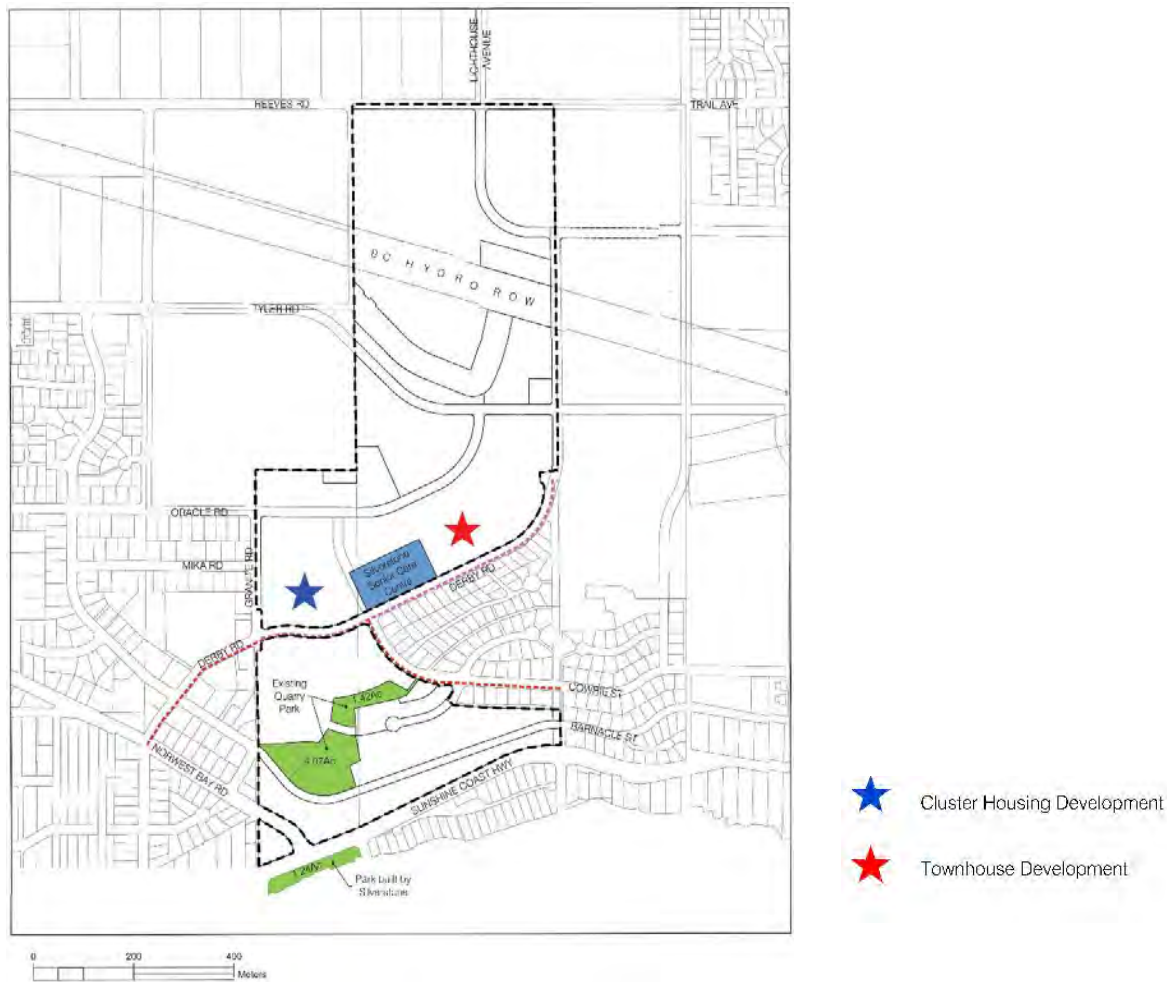 LIGHTHOUSE
AVENUE
REEVES RD
TRAIL AVE
BC HYDRO ROW
TYLER RD
ORACLE RD
MIKA RD
GRANITE RD
Silverstone
Senior Care
Centre
DERBY RD
DERBY RD
Existing
Quarry
Park
1.42Ac
COWRIE ST
BARNACLE ST
4.07Ac
NORWEST BAY RD
SUNSHINE COAST HWY
Park built by
Silverstone
Cluster Housing Development
Townhouse Development
0 200 400
Meters